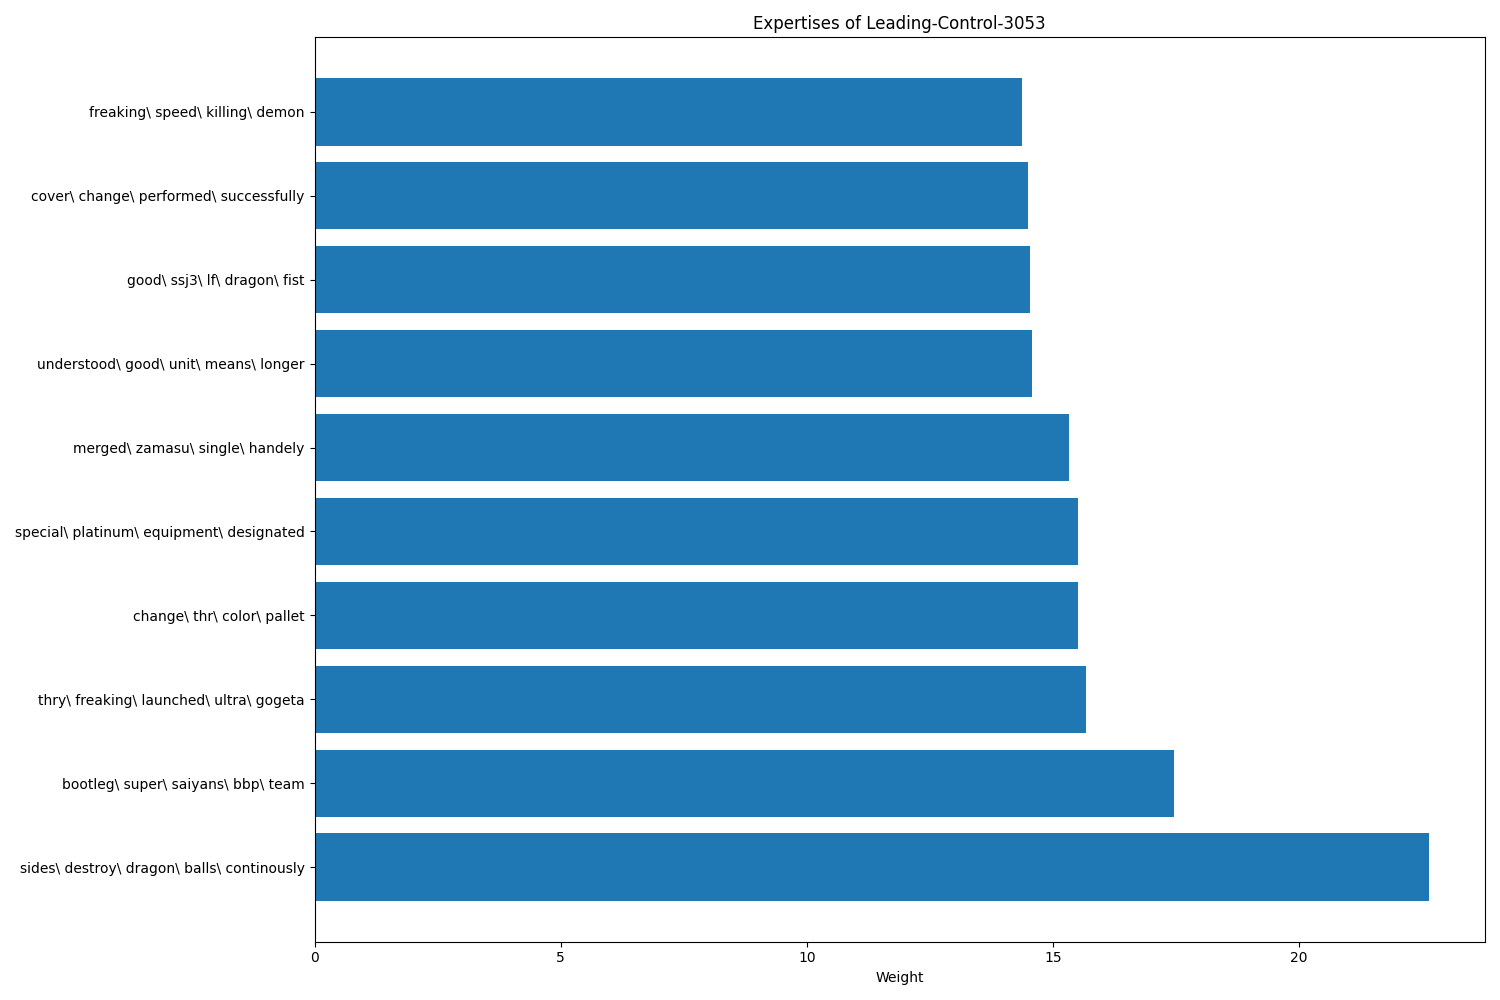 Expertises of Leading-Control-3053
freaking\ speed\ killing\ demon
cover\ change\ performed\ successfully
good\ ssj3\ lf\ dragon\ fist
understood\ good\ unit\ means\ longer
merged\ zamasu\ single\ handely
special\ platinum\ equipment\ designated
change\ thr\ color\ pallet
thry\ freaking\ launched\ ultra\ gogeta
bootleg\ super\ saiyans\ bbp\ team
sides\ destroy\ dragon\ balls\ continously
0 5 10 15 20
Weight